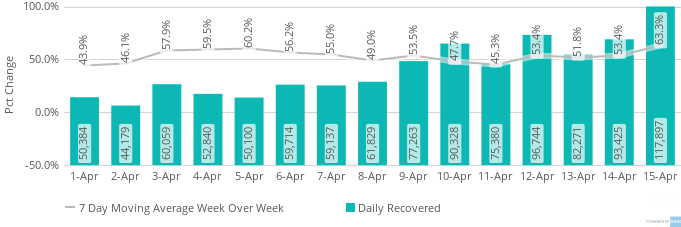 100.0%
50.0%
0.0%
-50.0%
Pct Change
43.9% 46.1% 57.9% 59.5% 60.2% 56.2% 55.0% 49.0% 53.5% 47.7% 45.3% 53.4% 51.8% 53.4% 63.3%
50,384 44,179 60,059 52,840 50,100 59,714 59,137 61,829 77,263 90,328 75,380 96,744 82,271 93,425 117,897
1-Apr 2-Apr 3-Apr 4-Apr 5-Apr 6-Apr 7-Apr 8-Apr 9-Apr 10-Apr 11-Apr 12-Apr 13-Apr 14-Apr 15-Apr
7 Day Moving Average Week Over Week Daily Recovered